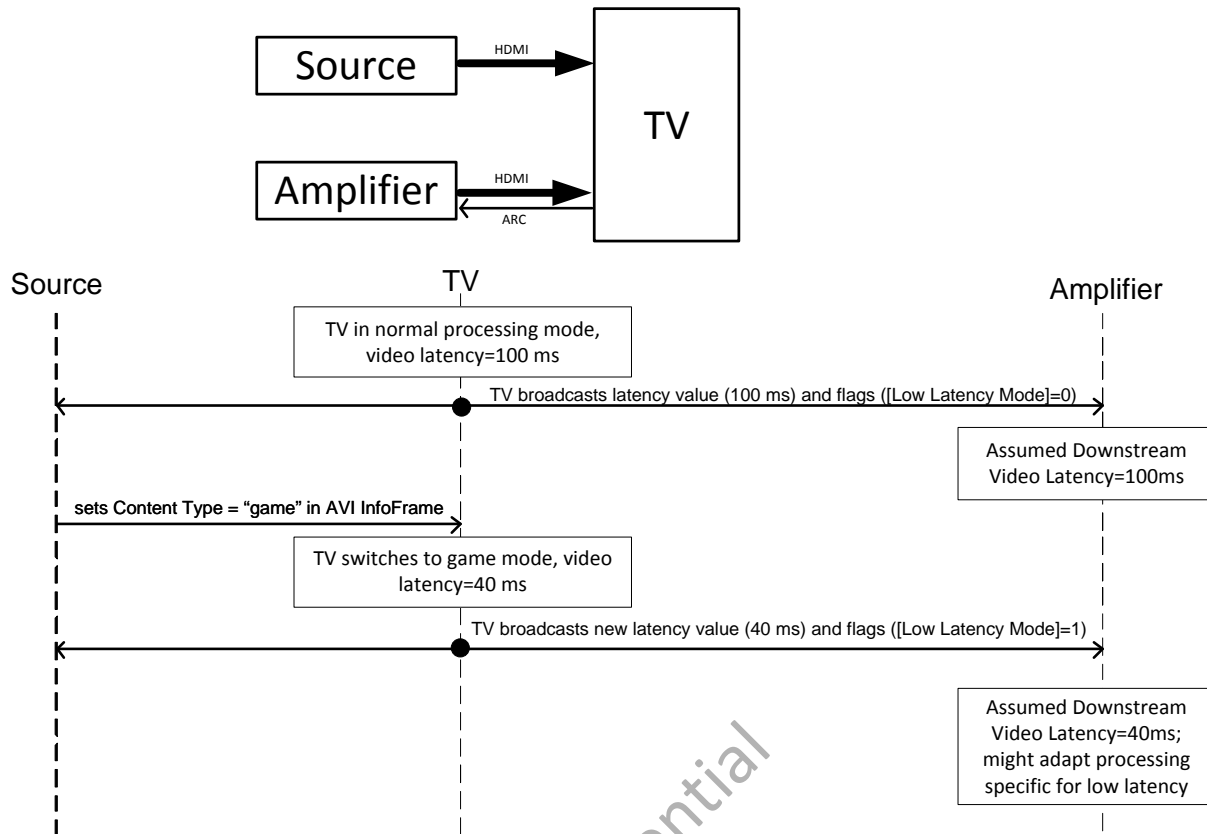 Source
HDMI
TV
Amplifier
HDMI
ARC
Source
TV
Amplifier
TV in normal processing mode,
video latency=100 ms
TV broadcasts latency value (100 ms) and flags ([Low Latency Mode]=0)
Assumed Downstream
Video Latency=100ms
sets Content Type = “game” in AVI InfoFrame
TV switches to game mode, video
latency=40 ms
TV broadcasts new latency value (40 ms) and flags ([Low Latency Mode]=1)
Assumed Downstream
Video Latency=40ms;
might adapt processing
specific for low latency
ential